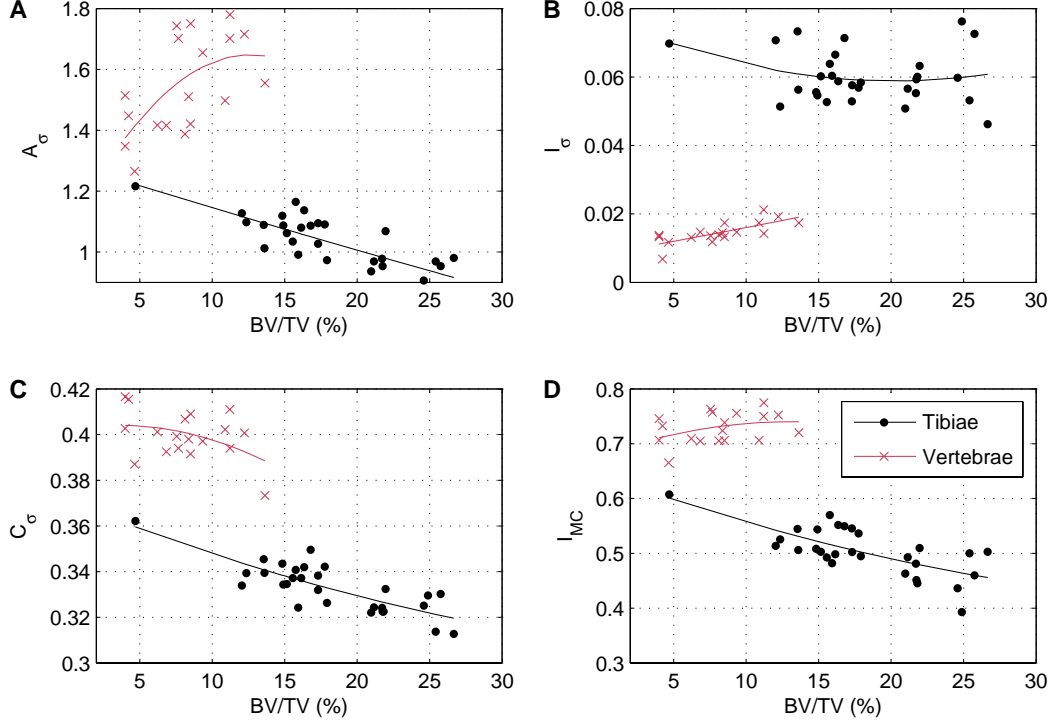 A
1.8
1.6
1.4
1.2
1
A_σ
5 10 15 20 25 30
BV/TV (%)
B
0.08
0.06
0.04
0.02
0
I_σ
5 10 15 20 25 30
BV/TV (%)
C
0.42
0.4
0.38
0.36
0.34
0.32
0.3
C_σ
5 10 15 20 25 30
BV/TV (%)
D
0.8
0.7
0.6
0.5
0.4
0.3
I_MC
Tibiae
Vertebrae
5 10 15 20 25 30
BV/TV (%)